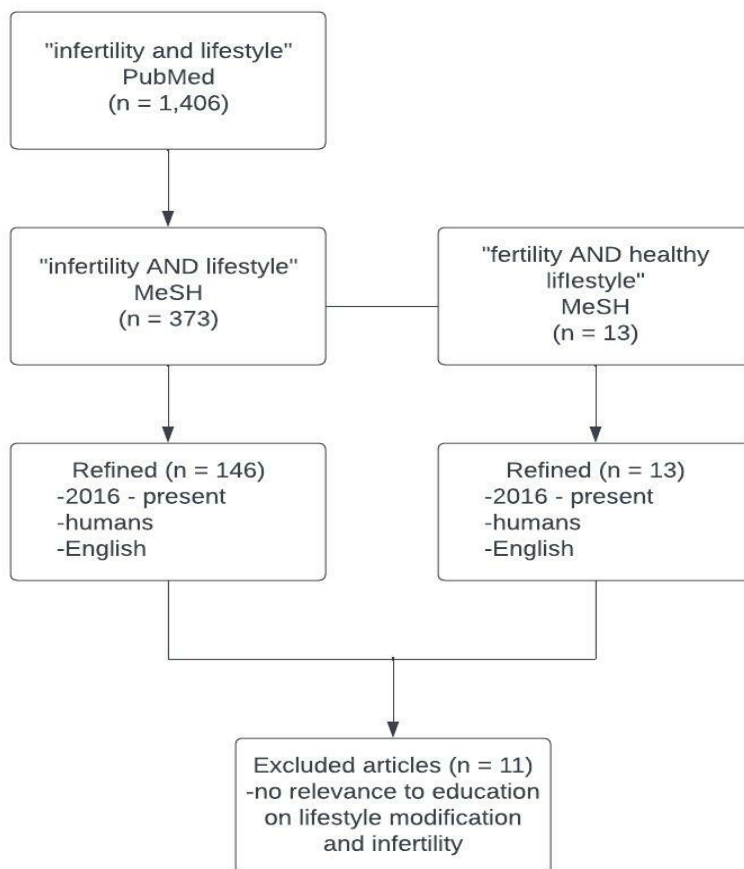 "infertility and lifestyle"
PubMed
(n = 1,406)
"infertility AND lifestyle"
MeSH
(n = 373)
"fertility AND healthy
liflestyle"
MeSH
(n = 13)
Refined (n = 146)
-2016 - present
-humans
-English
Refined (n = 13)
-2016 - present
-humans
-English
Excluded articles (n = 11)
-no relevance to education
on lifestyle modification
and infertility